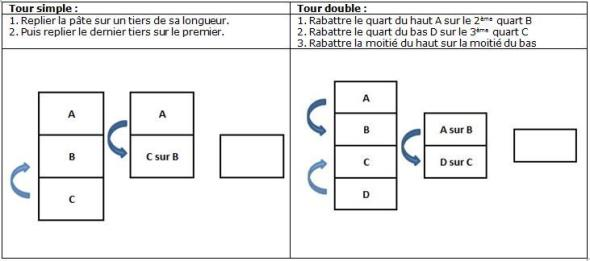 Tour simple :
1. Replier la pâte sur un tiers de sa longueur.
2. Puis replier le dernier tiers sur le premier.
Tour double :
1. Rabattre le quart du haut A sur le 2ème quart B
2. Rabattre le quart du bas D sur le 3ème quart C
3. Rabattre la moitié du haut sur la moitié du bas
A
B
C
A
C sur B
A
B
C
D
A sur B
D sur C